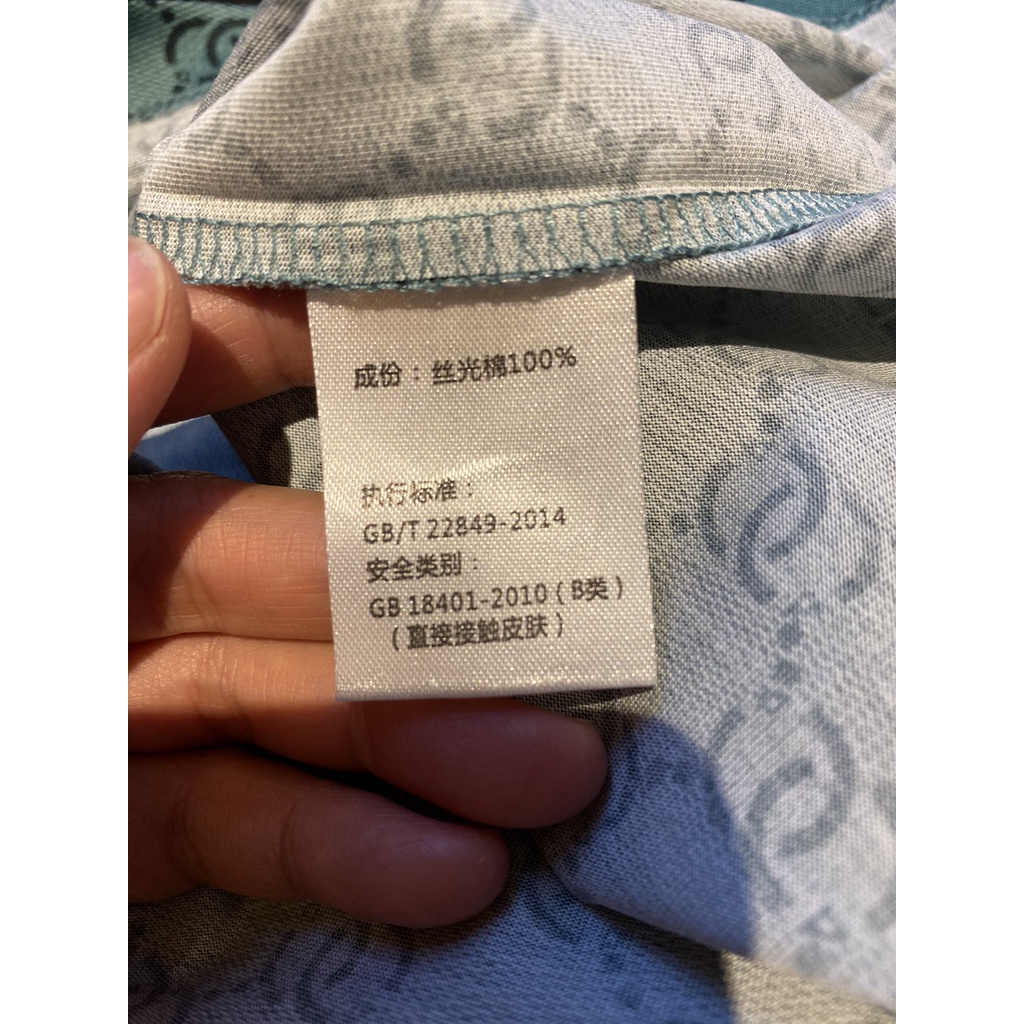 成份：丝光棉100%
执行标准：
GB/T 22849-2014
安全类别：
GB 18401-2010（B类）
（直接接触皮肤）